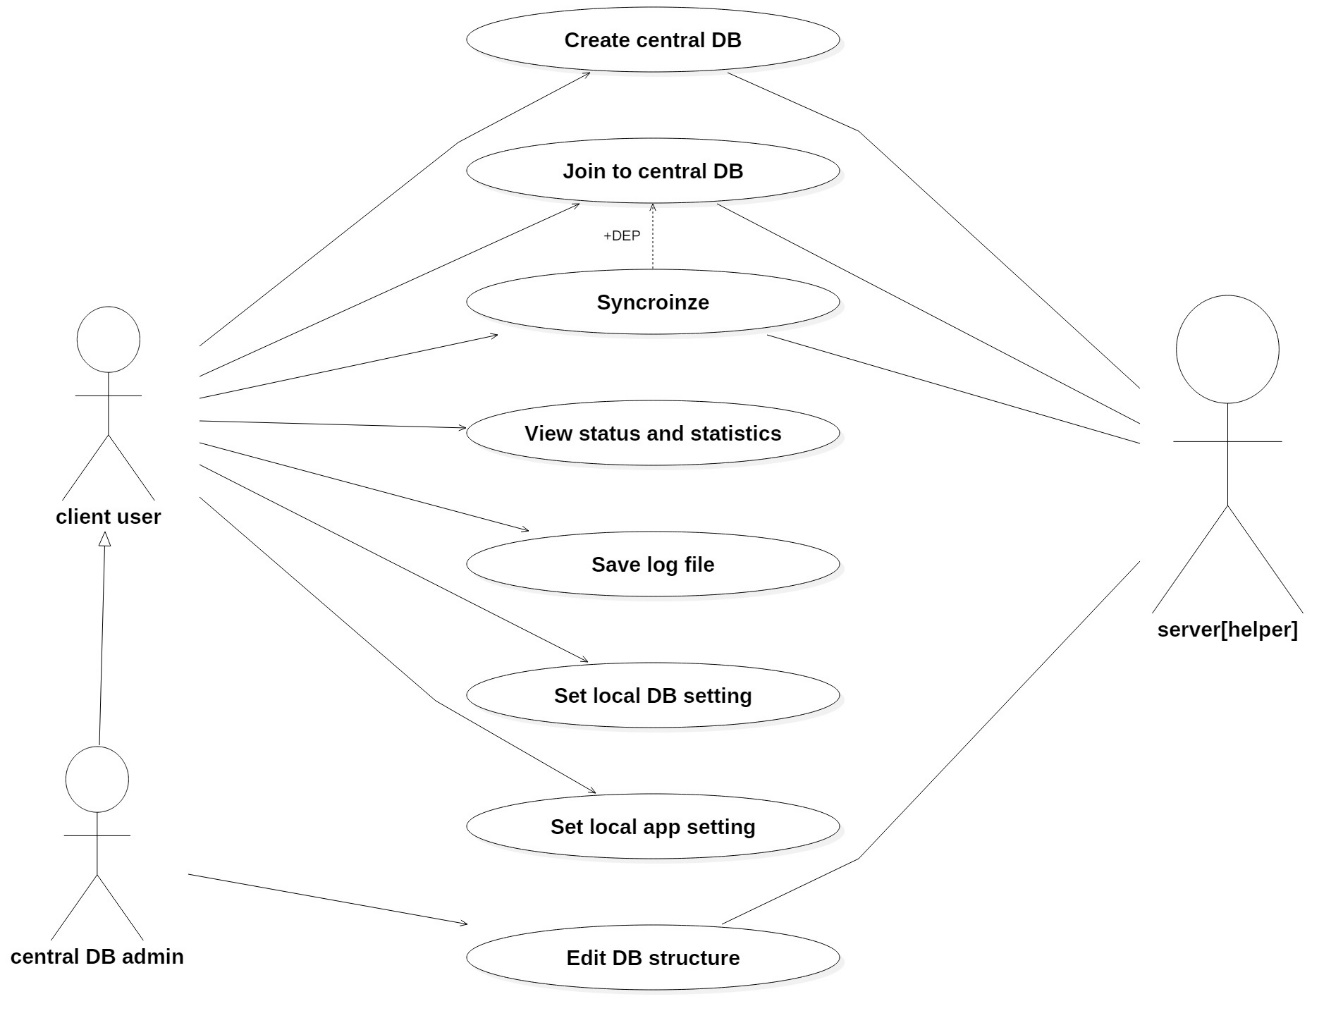 Create central DB
Join to central DB
+DEP
Syncroinze
View status and statistics
client user
Save log file
server[helper]
Set local DB setting
Set local app setting
central DB admin
Edit DB structure